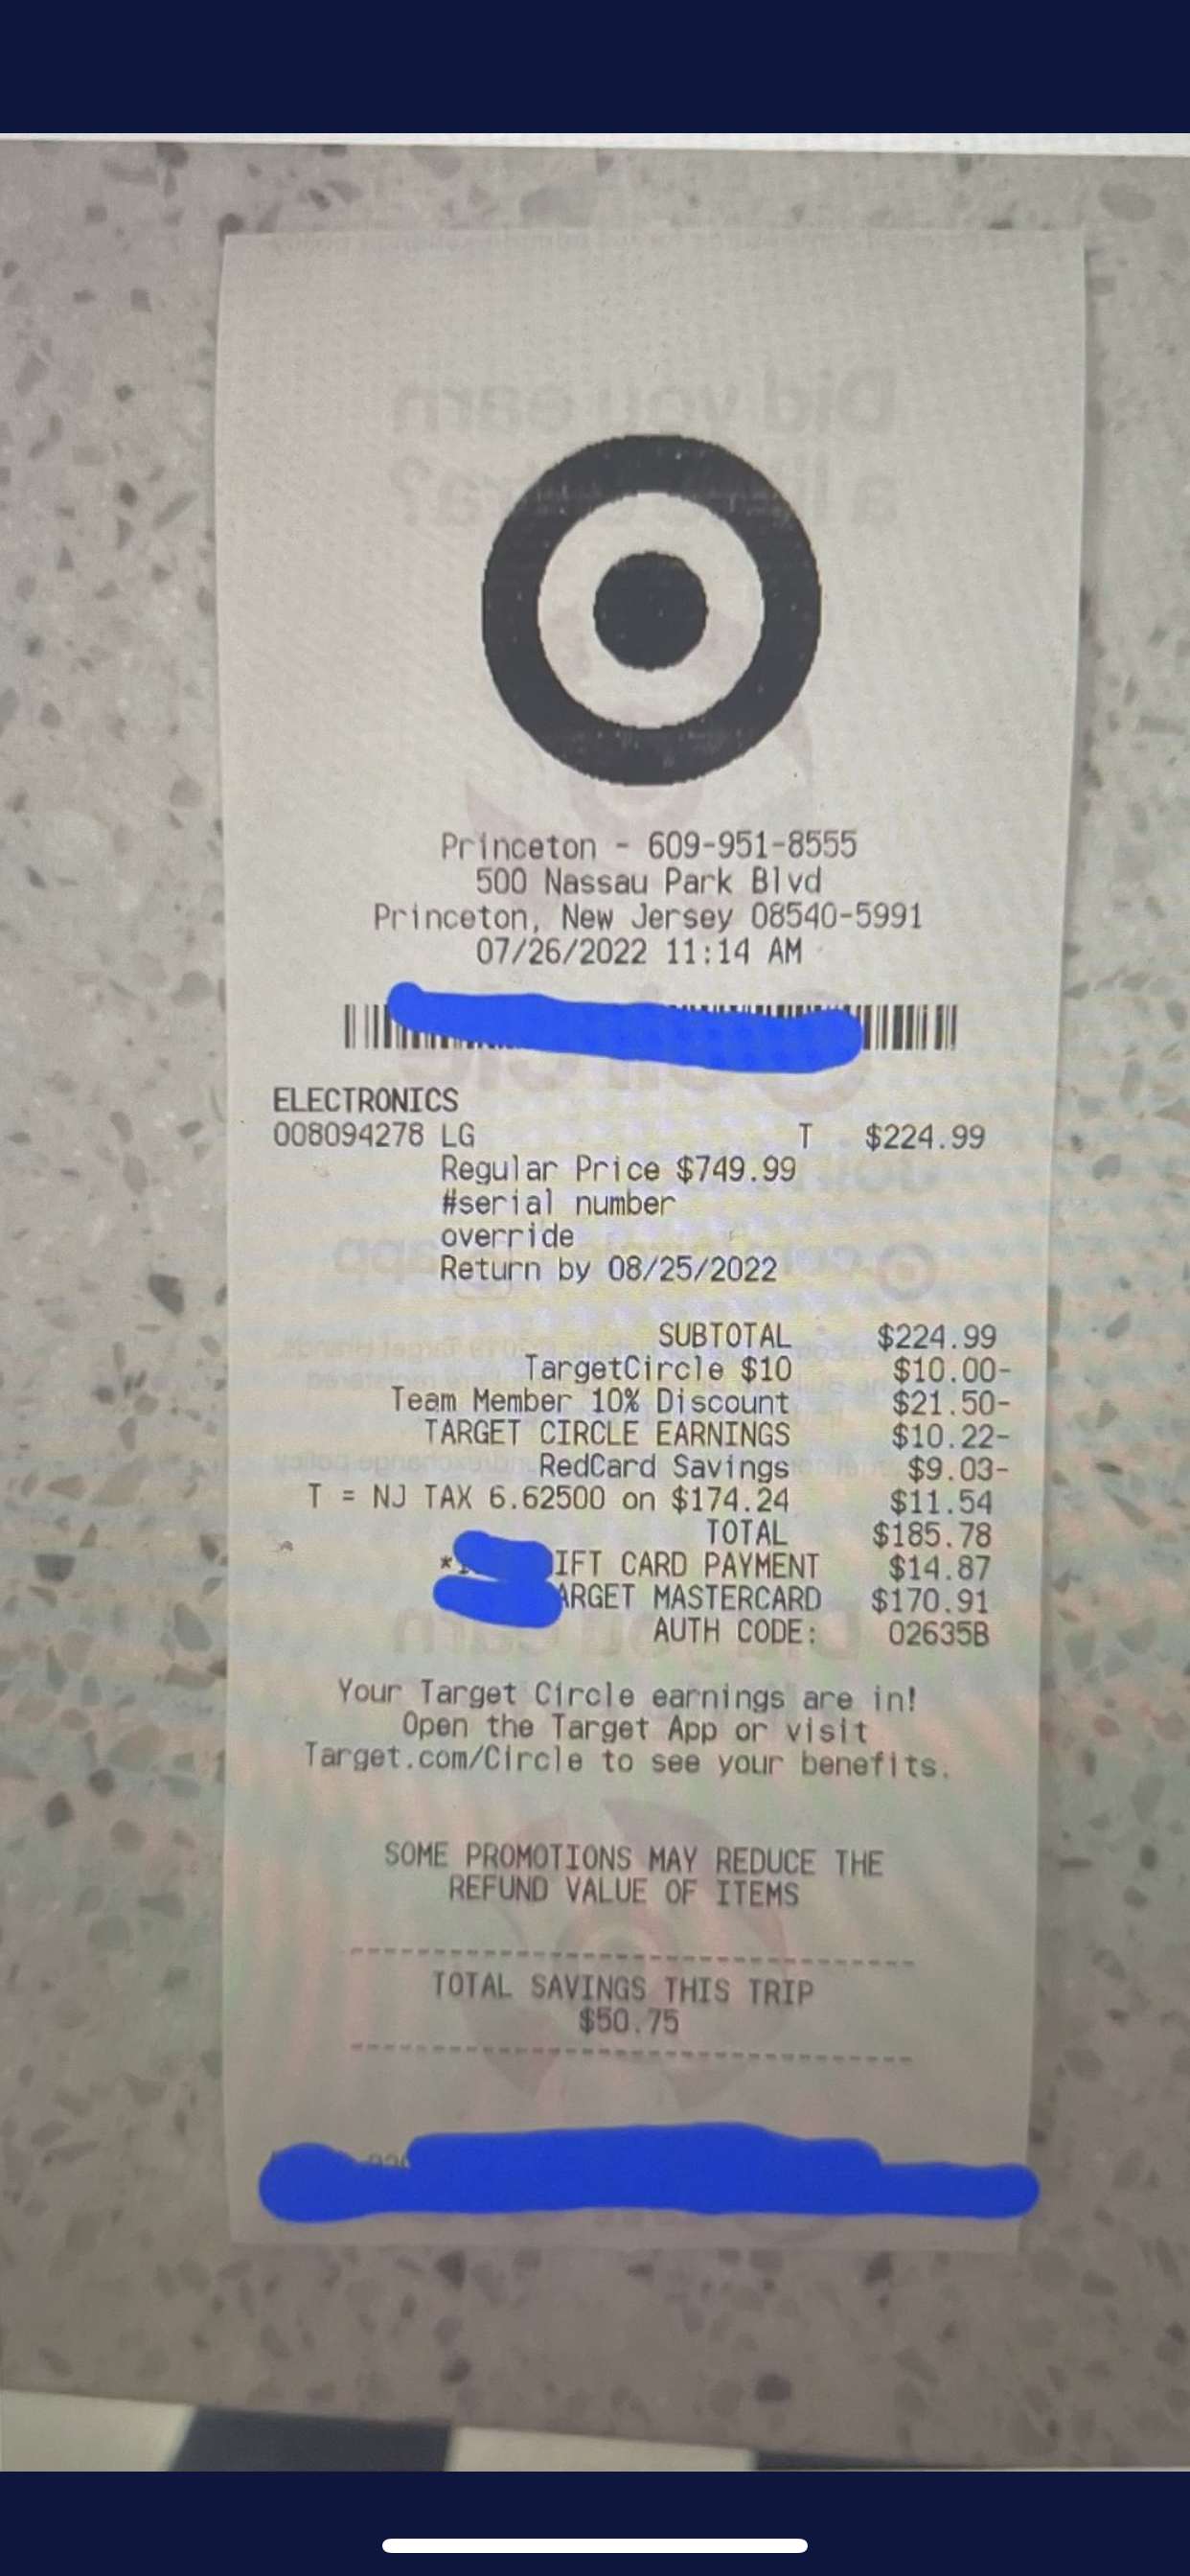 Princeton - 609-951-8555
500 Nassau Park Blvd
Princeton, New Jersey 08540-5991
07/26/2022 11:14 AM
ELECTRONICS
008094278 LG T $224.99
Regular Price $749.99
#serial number
override
Return by 08/25/2022
SUBTOTAL $224.99
TargetCircle $10 $10.00-
Team Member 10% Discount $21.50-
TARGET CIRCLE EARNINGS $10.22-
RedCard Savings $9.03-
T = NJ TAX 6.62500 on $174.24 $11.54
TOTAL $185.78
IFT CARD PAYMENT $14.87
ARGET MASTERCARD $170.91
AUTH CODE: 02635B
Your Target Circle earnings are in!
Open the Target App or visit
Target.com/Circle to see your benefits.
SOME PROMOTIONS MAY REDUCE THE
REFUND VALUE OF ITEMS
TOTAL SAVINGS THIS TRIP
$50.75